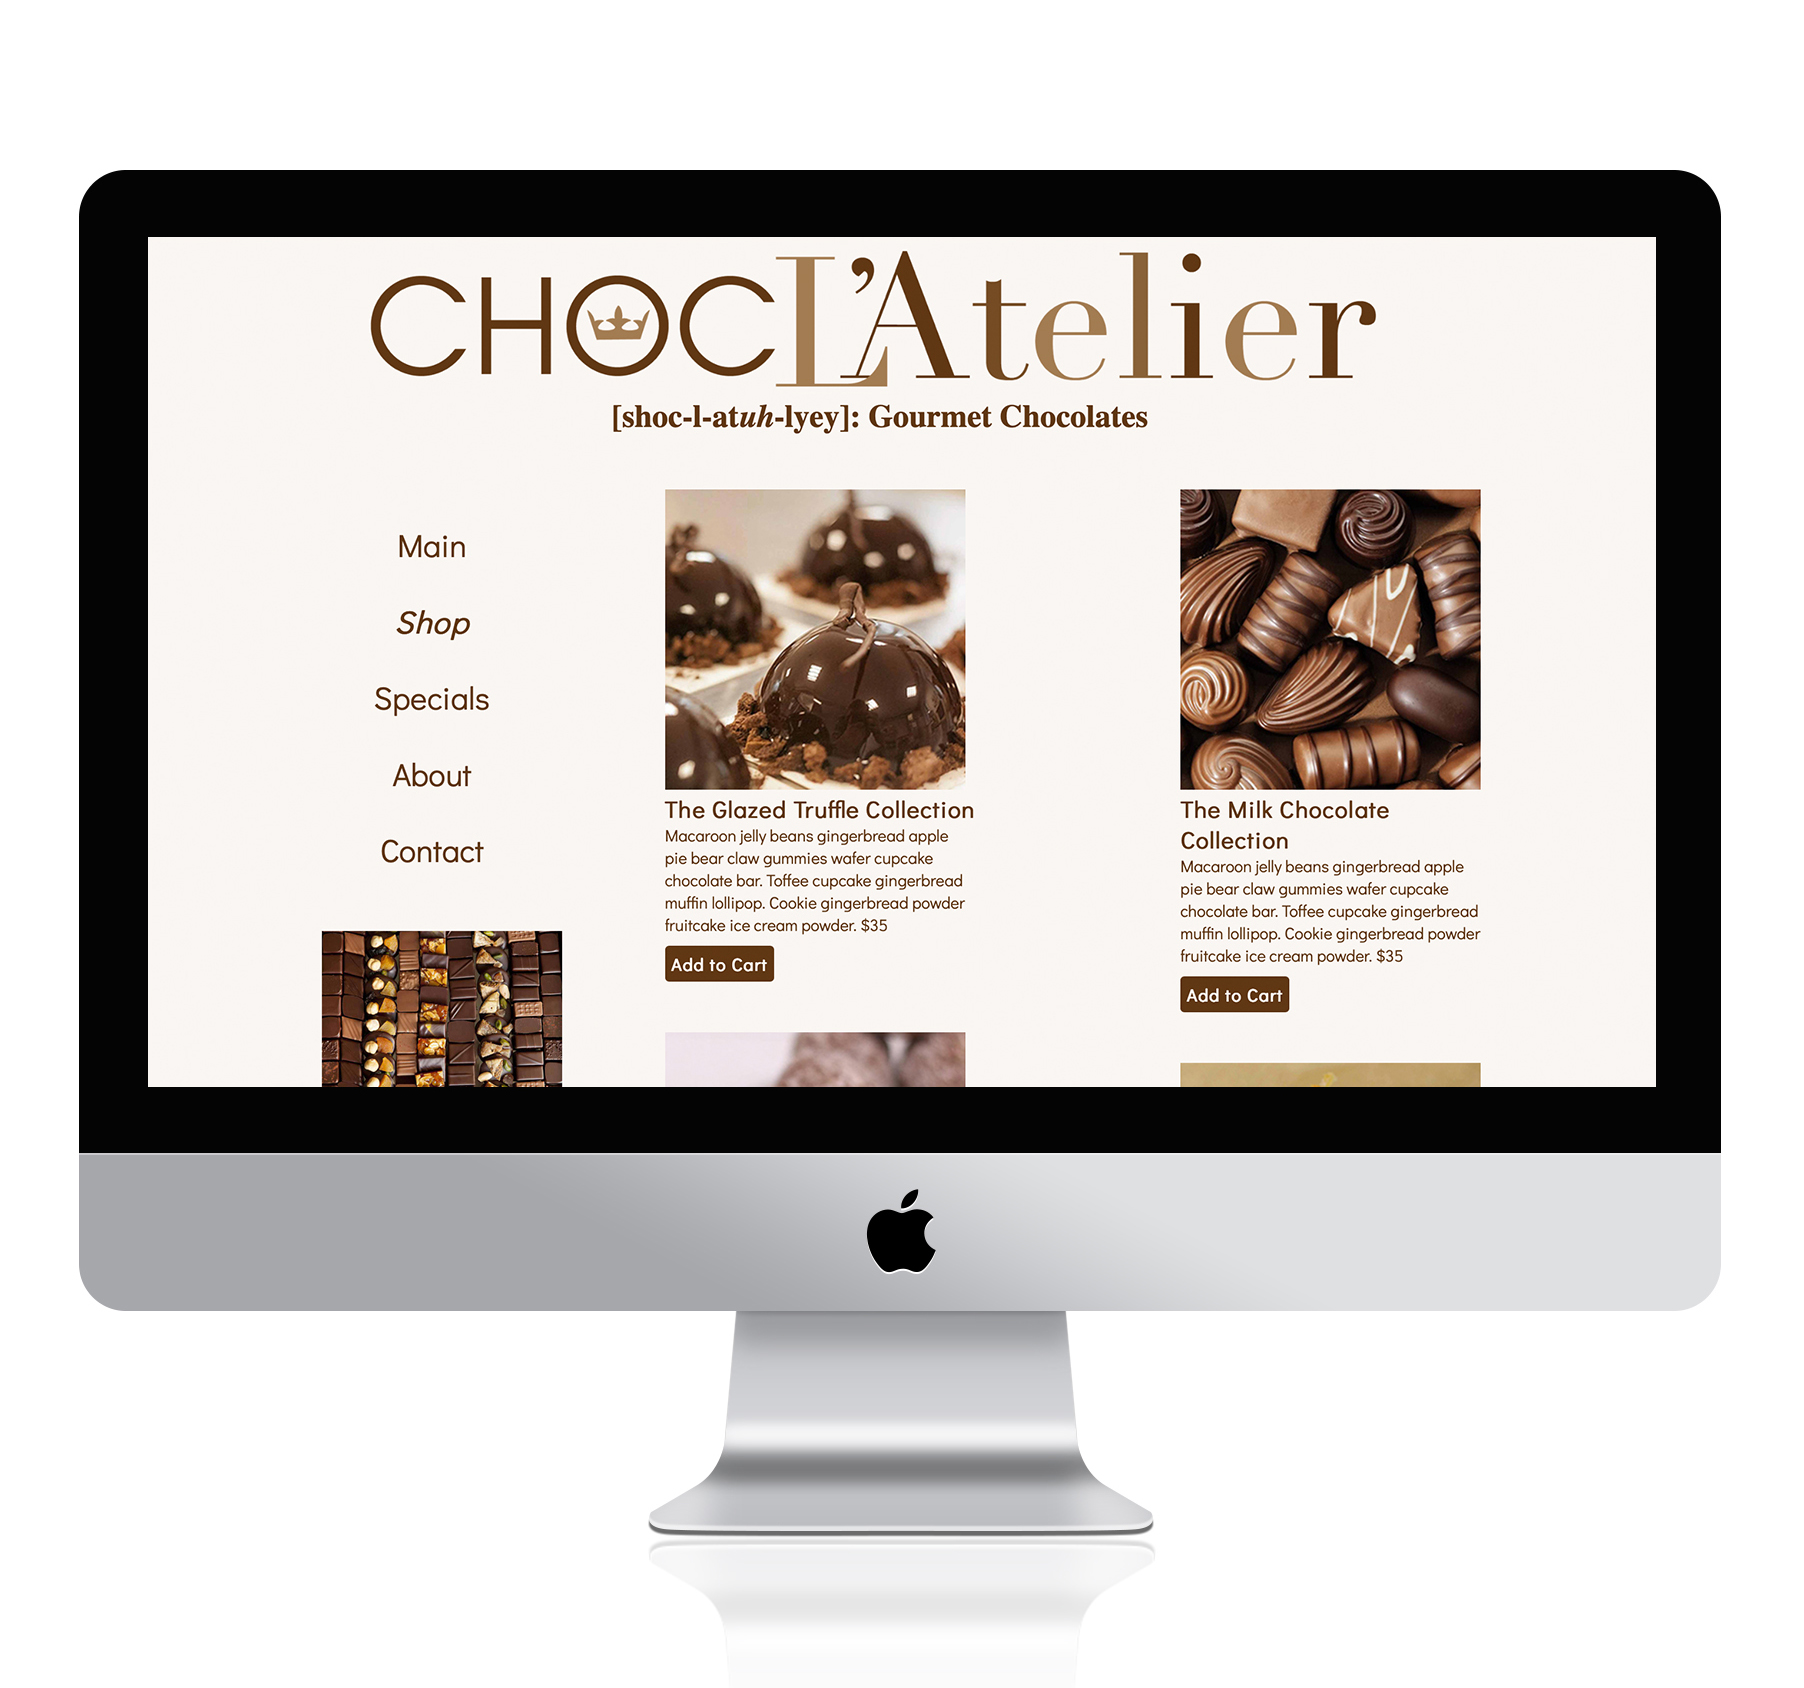 CHOCL'Atelier
[shoc-l-atuh-lyey]: Gourmet Chocolates
Main
Shop
Specials
About
Contact
The Glazed Truffle Collection
Macaroon jelly beans gingerbread apple
pie bear claw gummies wafer cupcake
chocolate bar. Toffee cupcake gingerbread
muffin lollipop. Cookie gingerbread powder
fruitcake ice cream powder. $35
Add to Cart
The Milk Chocolate
Collection
Macaroon jelly beans gingerbread apple
pie bear claw gummies wafer cupcake
chocolate bar. Toffee cupcake gingerbread
muffin lollipop. Cookie gingerbread powder
fruitcake ice cream powder. $35
Add to Cart